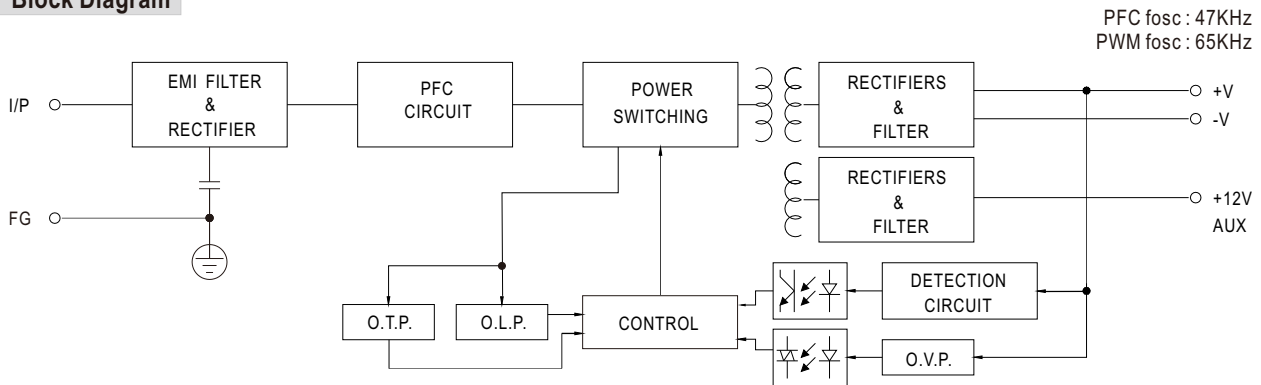 Block Diagram
PFC fosc : 47KHz
PWM fosc : 65KHz
I/P
EMI FILTER
&
RECTIFIER
PFC
CIRCUIT
POWER
SWITCHING
RECTIFIERS
&
FILTER
+V
-V
RECTIFIERS
&
FILTER
+12V
AUX
FG
DETECTION
CIRCUIT
O.T.P.
O.L.P.
CONTROL
O.V.P.